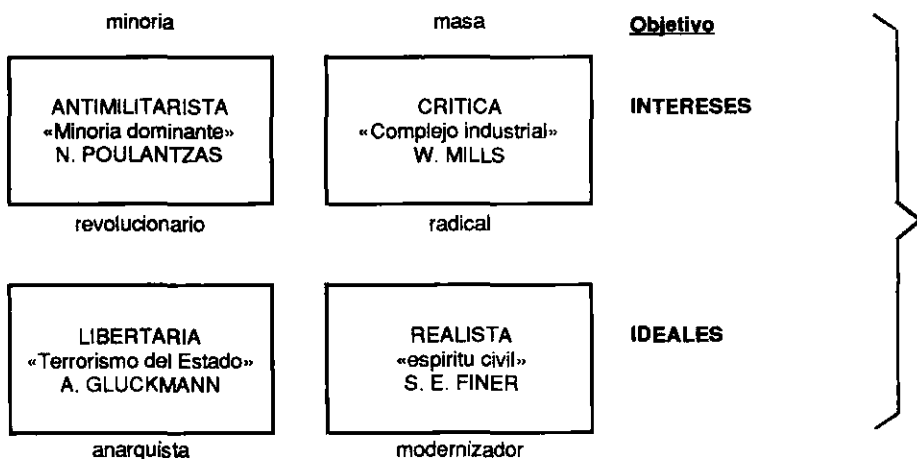 minoria masa Objetivo
ANTIMILITARISTA
«Minoria dominante»
N. POULANTZAS
CRITICA
«Complejo industrial»
W. MILLS
INTERESES
revolucionario radical
LIBERTARIA
«Terrorismo del Estado»
A. GLUCKMANN
REALISTA
«espiritu civil»
S. E. FINER
IDEALES
anarquista modernizador